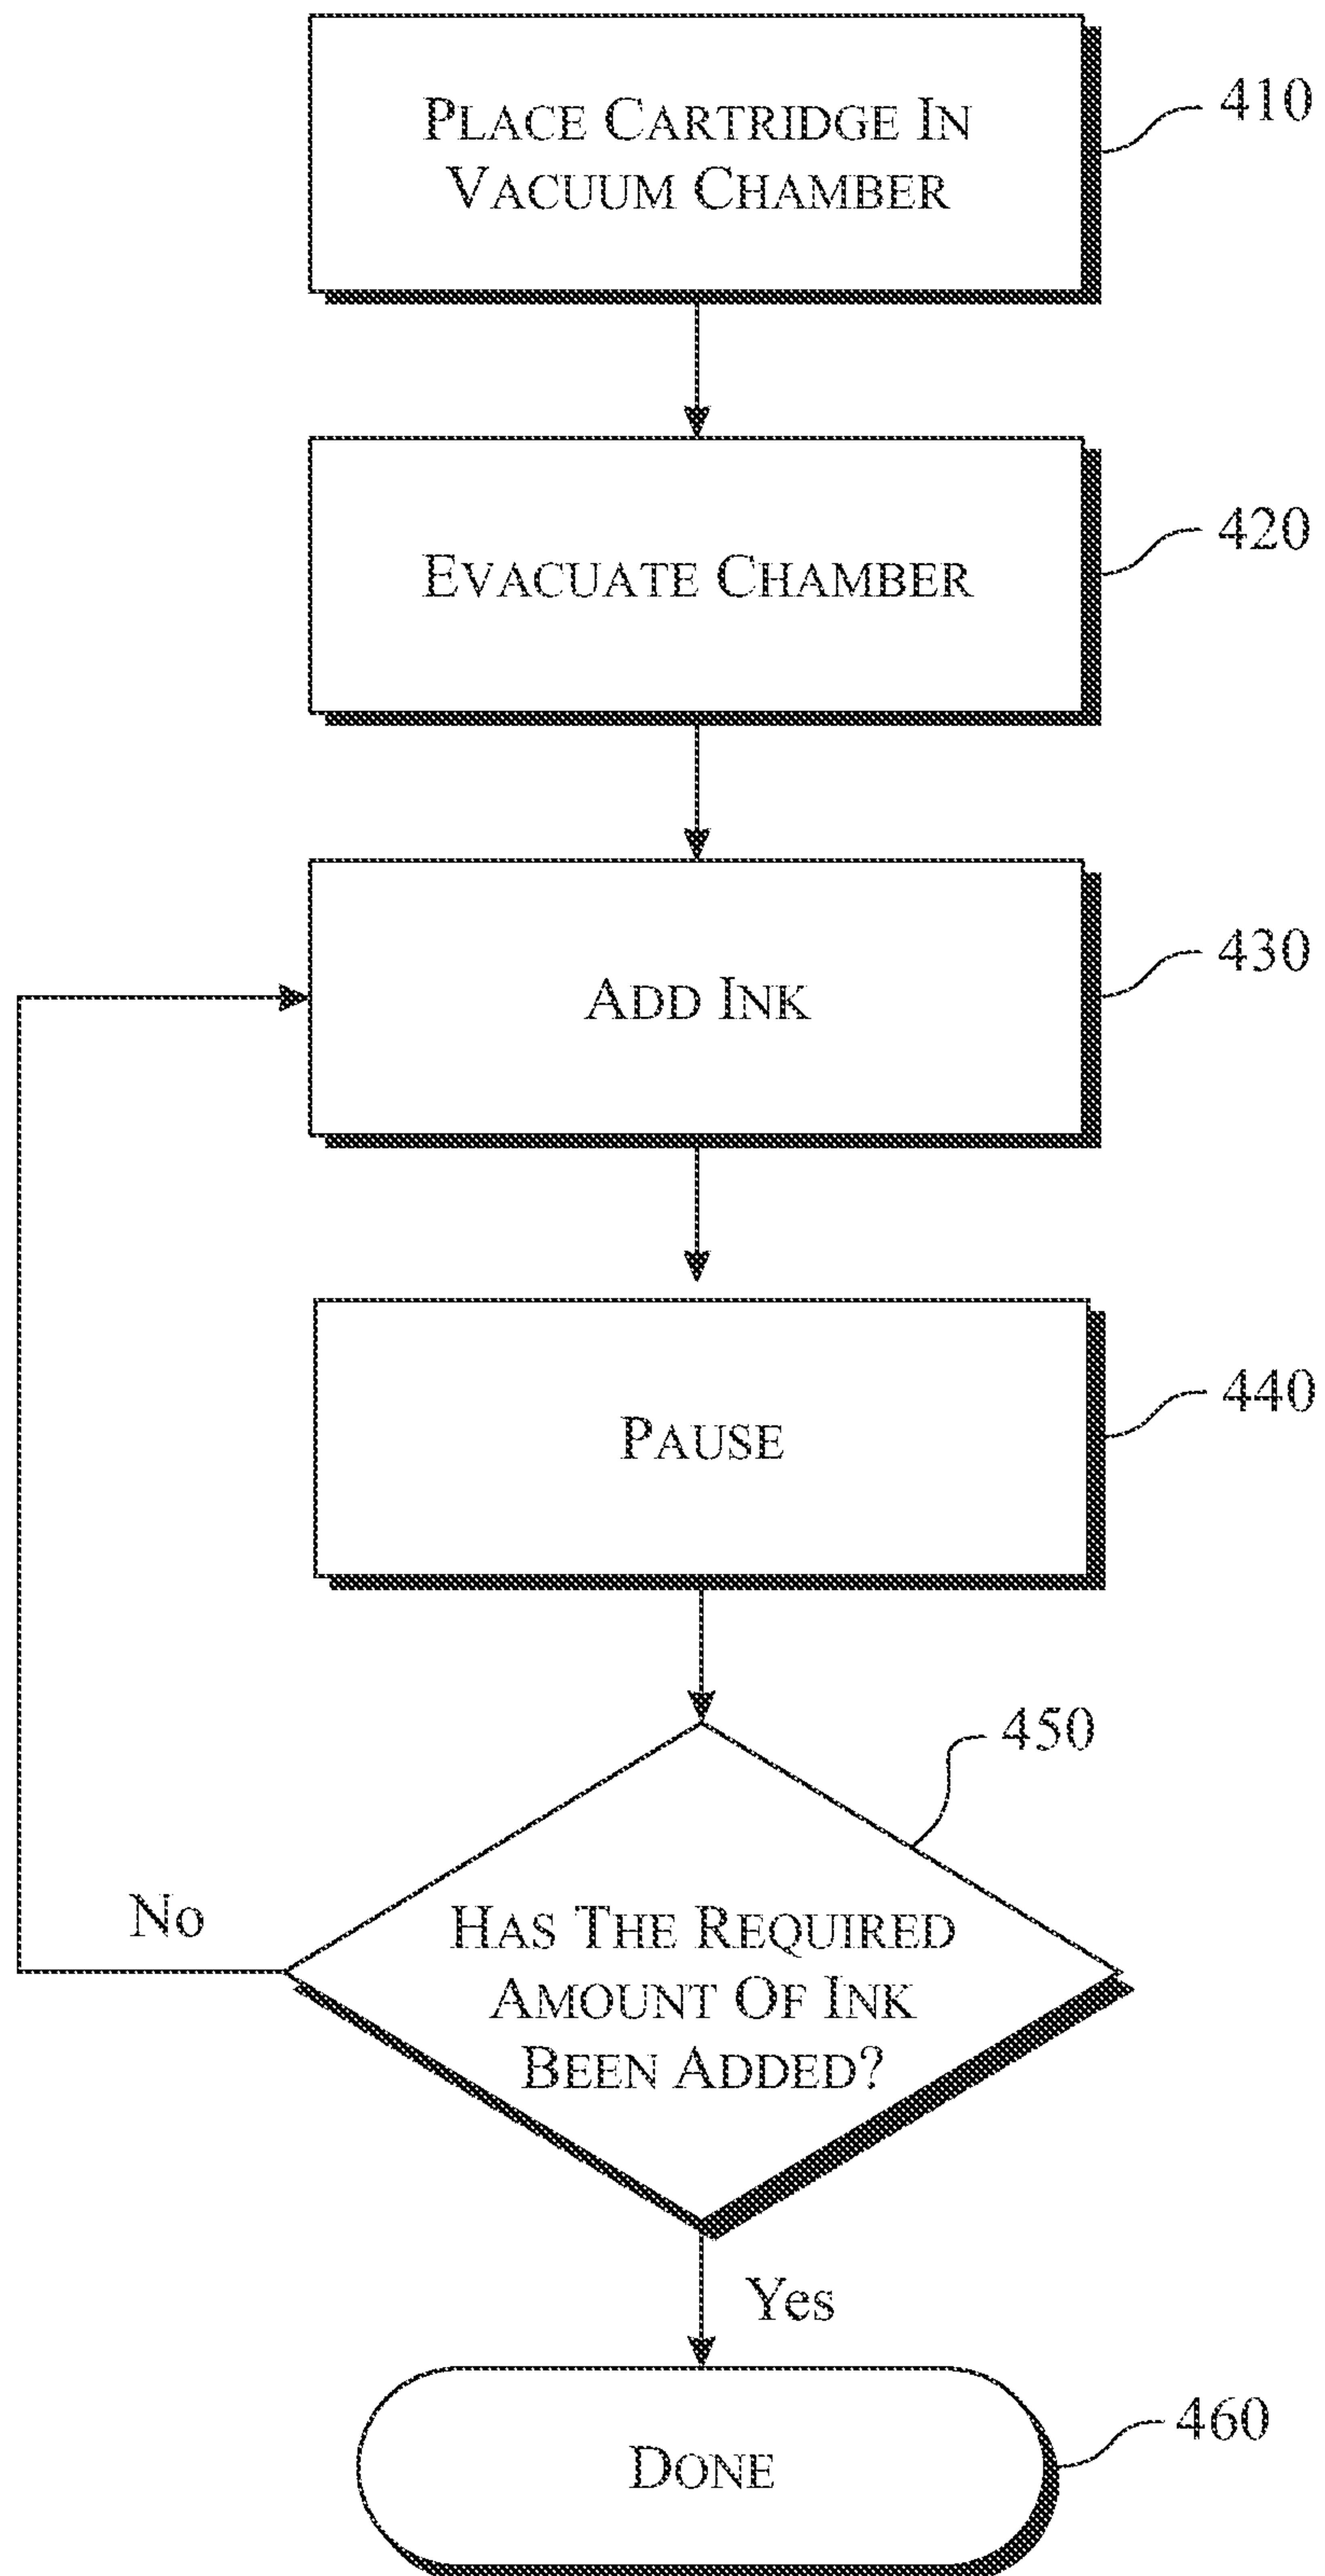 PLACE CARTRIDGE IN
VACUUM CHAMBER
410
EVACUATE CHAMBER
420
ADD INK
430
PAUSE
440
450
HAS THE REQUIRED
AMOUNT OF INK
BEEN ADDED?
No
Yes
DONE
460